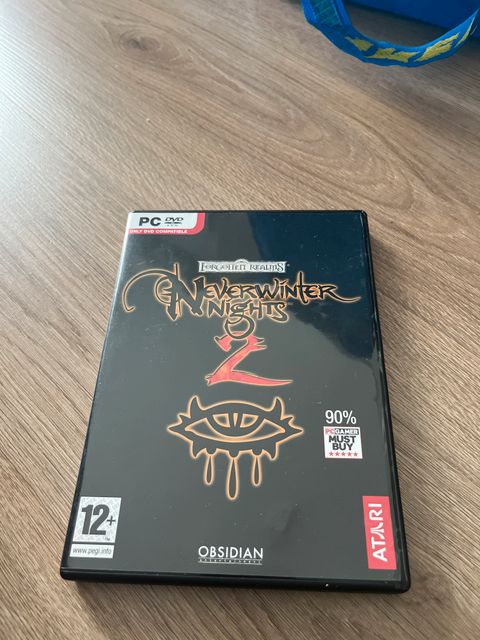 PC DVD
ONLY DVD COMPATIBLE
FORGOTTEN REALMS
NEVERWINTER
NIGHTS
2
90%
PC GAMER
MUST
BUY
12+
www.pegi.info
ATARI
OBSIDIAN
ENTERTAINMENT